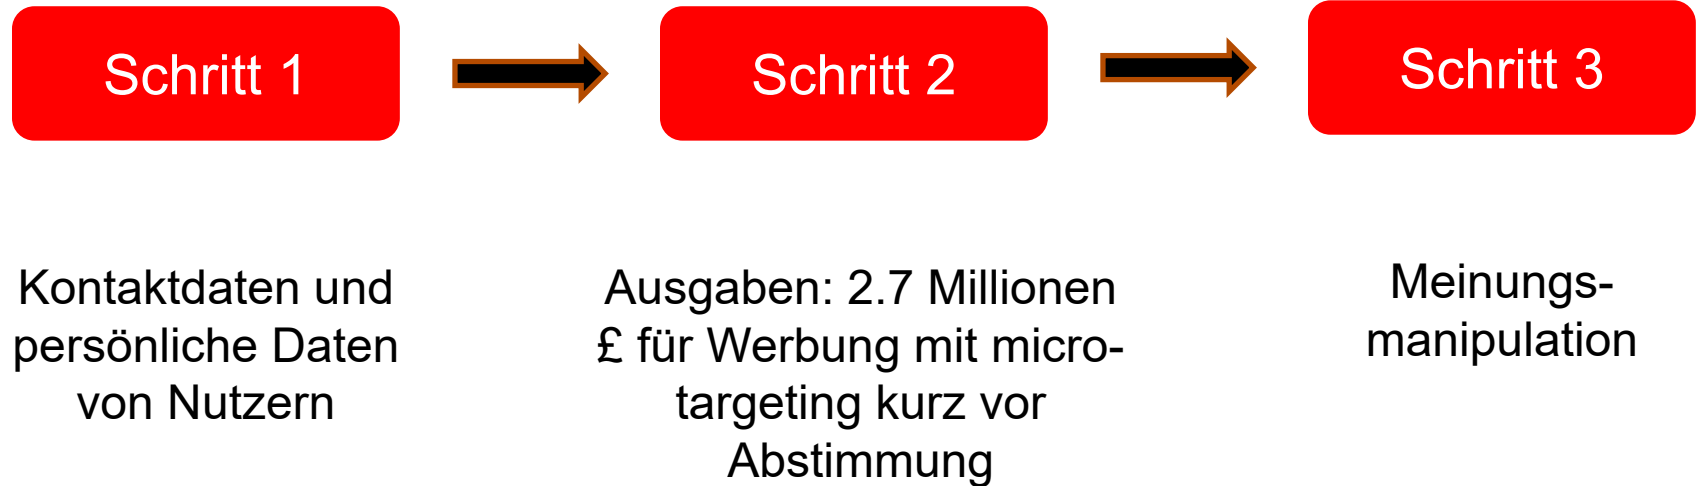 Schritt 1
Schritt 2
Schritt 3
Kontaktdaten und
persönliche Daten
von Nutzern
Ausgaben: 2.7 Millionen
£ für Werbung mit micro-
targeting kurz vor
Abstimmung
Meinungs-
manipulation